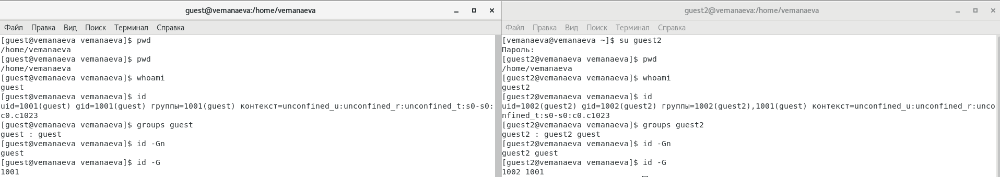 guest@vemanaeva:/home/vemanaeva
Файл Правка Вид Поиск Терминал Справка
[guest@vemanaeva vemanaeva]$ pwd
/home/vemanaeva
[guest@vemanaeva vemanaeva]$ pwd
/home/vemanaeva
[guest@vemanaeva vemanaeva]$ whoami
guest
[guest@vemanaeva vemanaeva]$ id
uid=1001(guest) gid=1001(guest) группы=1001(guest) контекст=unconfined_u:unconfined_r:unconfined_t:s0-s0:
c0.c1023
[guest@vemanaeva vemanaeva]$ groups guest
guest : guest
[guest@vemanaeva vemanaeva]$ id -Gn
guest
[guest@vemanaeva vemanaeva]$ id -G
1001
guest2@vemanaeva:/home/vemanaeva
Файл Правка Вид Поиск Терминал Справка
[vemanaeva@vemanaeva ~]$ su guest2
Пароль:
[guest2@vemanaeva vemanaeva]$ pwd
/home/vemanaeva
[guest2@vemanaeva vemanaeva]$ whoami
guest2
[guest2@vemanaeva vemanaeva]$ id
uid=1002(guest2) gid=1002(guest2) группы=1002(guest2),1001(guest) контекст=unconfined_u:unconfined_r:unco
nfined_t:s0-s0:c0.c1023
[guest2@vemanaeva vemanaeva]$ groups guest2
guest2 : guest2 guest
[guest2@vemanaeva vemanaeva]$ id -Gn
guest2 guest
[guest2@vemanaeva vemanaeva]$ id -G
1002 1001